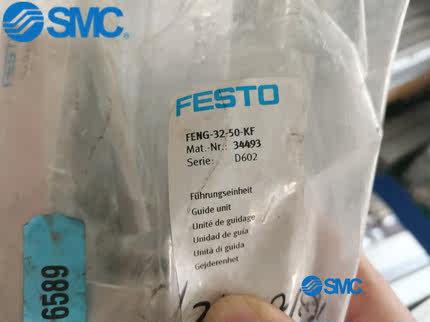 SMC
FESTO
FENG-32-50-KF
Mat.-Nr.: 34493
Serie: D602
Führungseinheit
Guide unit
Unité de guidage
Unidad de guía
Unità di guida
Gejderenhet
6589
SMC